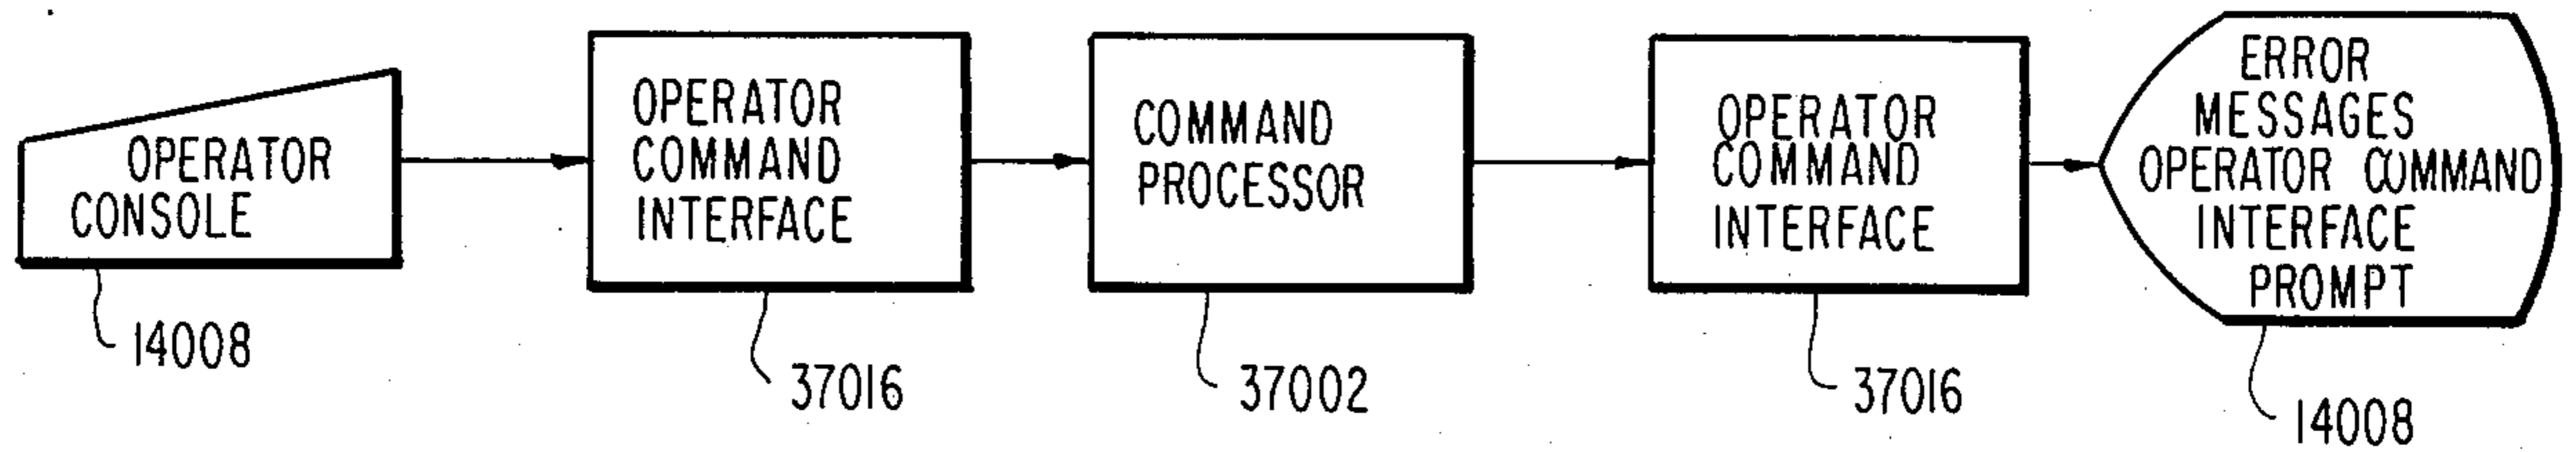 OPERATOR
CONSOLE
14008
OPERATOR
COMMAND
INTERFACE
37016
COMMAND
PROCESSOR
37002
OPERATOR
COMMAND
INTERFACE
37016
ERROR
MESSAGES
OPERATOR COMMAND
INTERFACE
PROMPT
14008